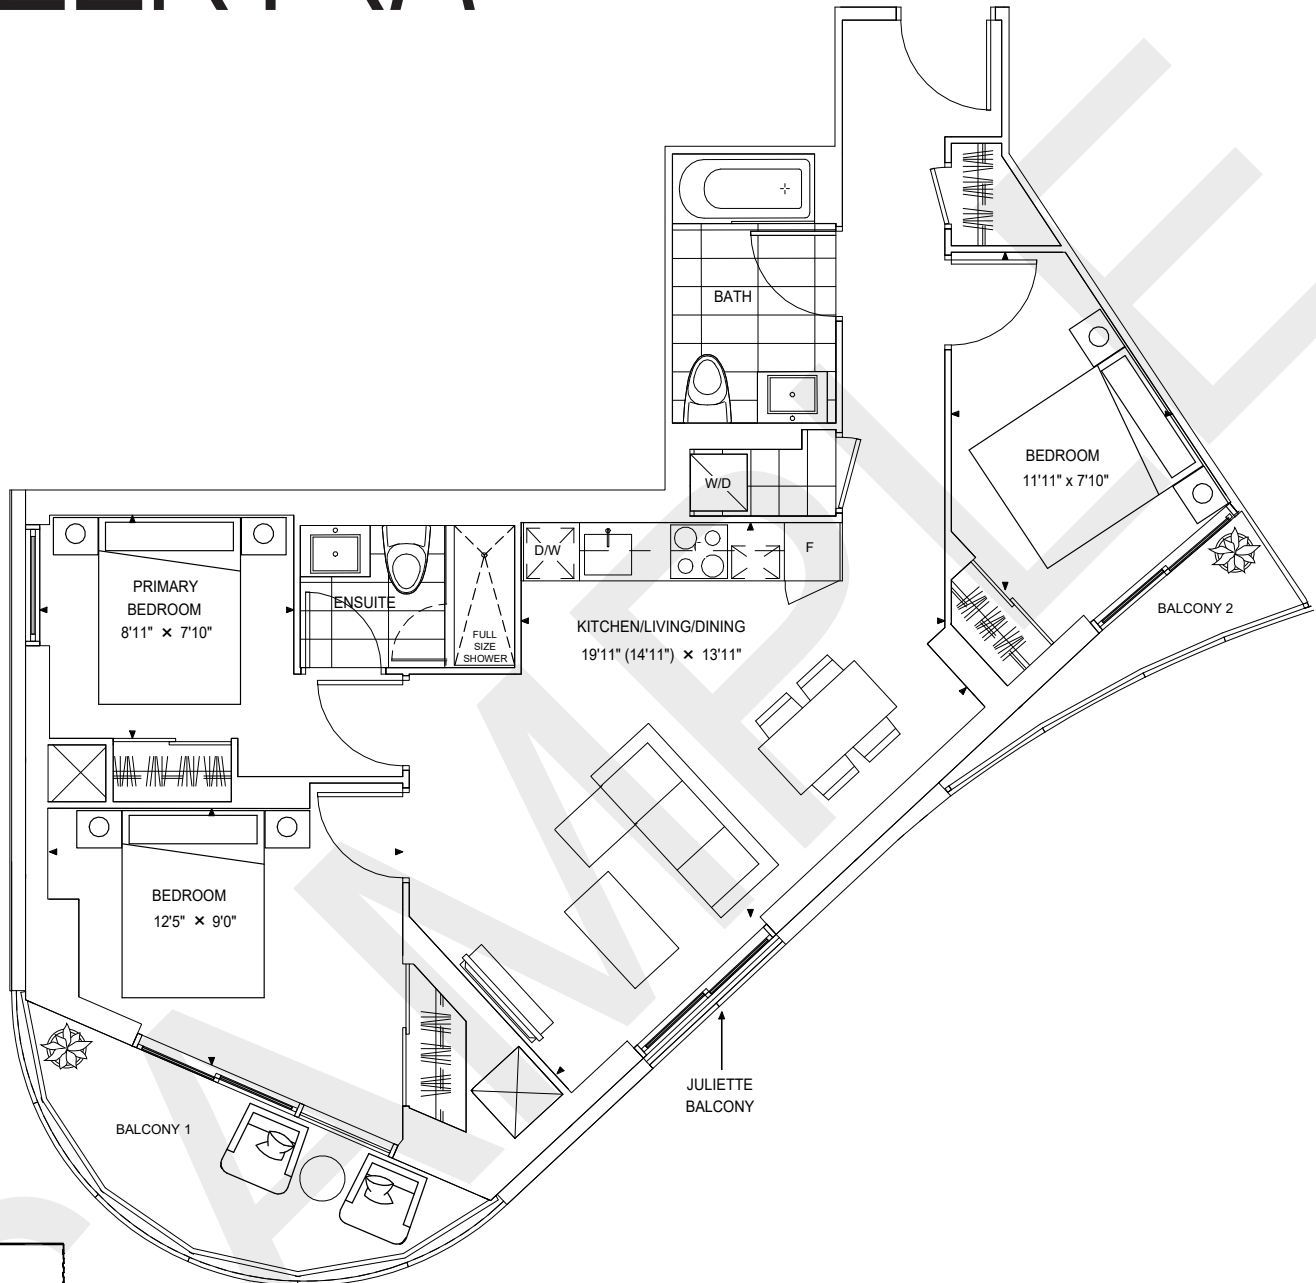 BATH
W/D
BEDROOM
11'11" x 7'10"
D/W
F
PRIMARY
BEDROOM
8'11" × 7'10"
ENSUITE
FULL
SIZE
SHOWER
KITCHEN/LIVING/DINING
19'11" (14'11") × 13'11"
BALCONY 2
BEDROOM
12'5" × 9'0"
JULIETTE
BALCONY
BALCONY 1
SAMPLE